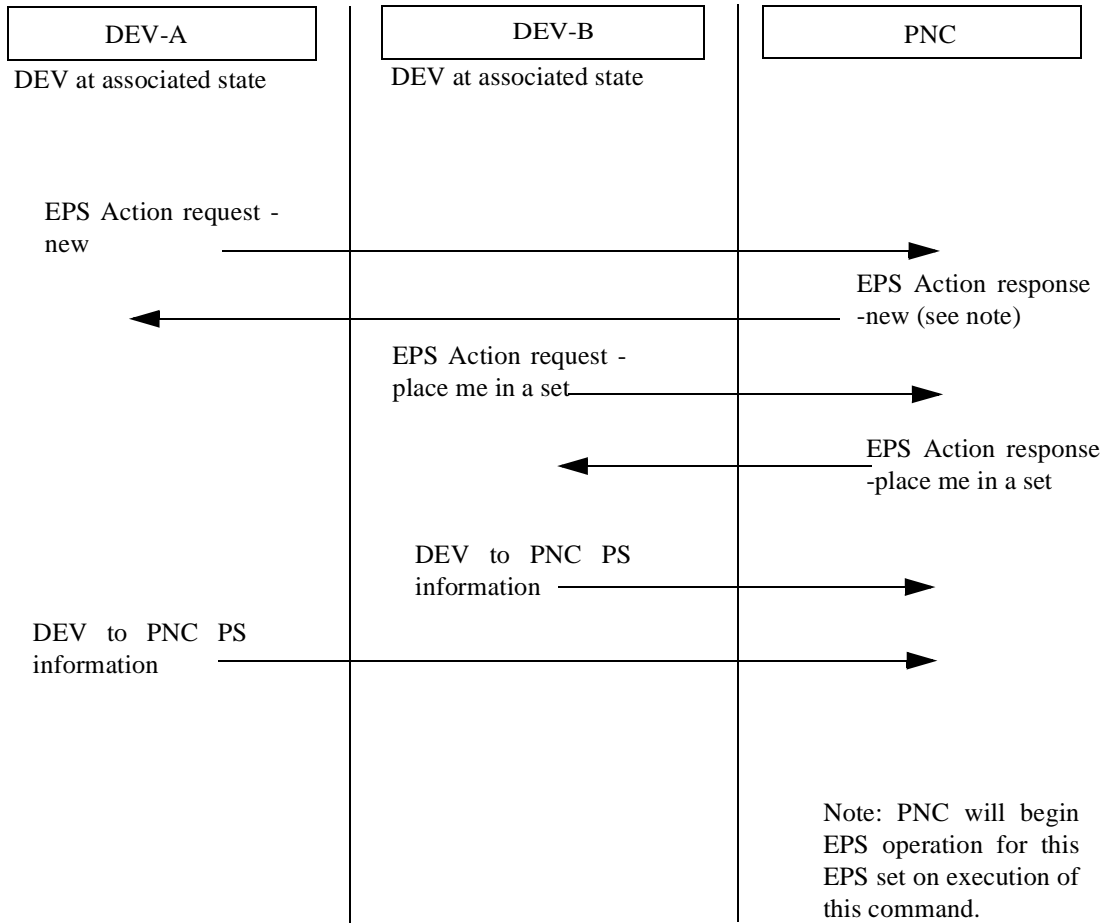 DEV-A
DEV-B
PNC
DEV at associated state
DEV at associated state
EPS Action request -
new
EPS Action response
-new (see note)
EPS Action request -
place me in a set
EPS Action response
-place me in a set
DEV to PNC PS
information
DEV to PNC PS
information
Note: PNC will begin
EPS operation for this
EPS set on execution of
this command.